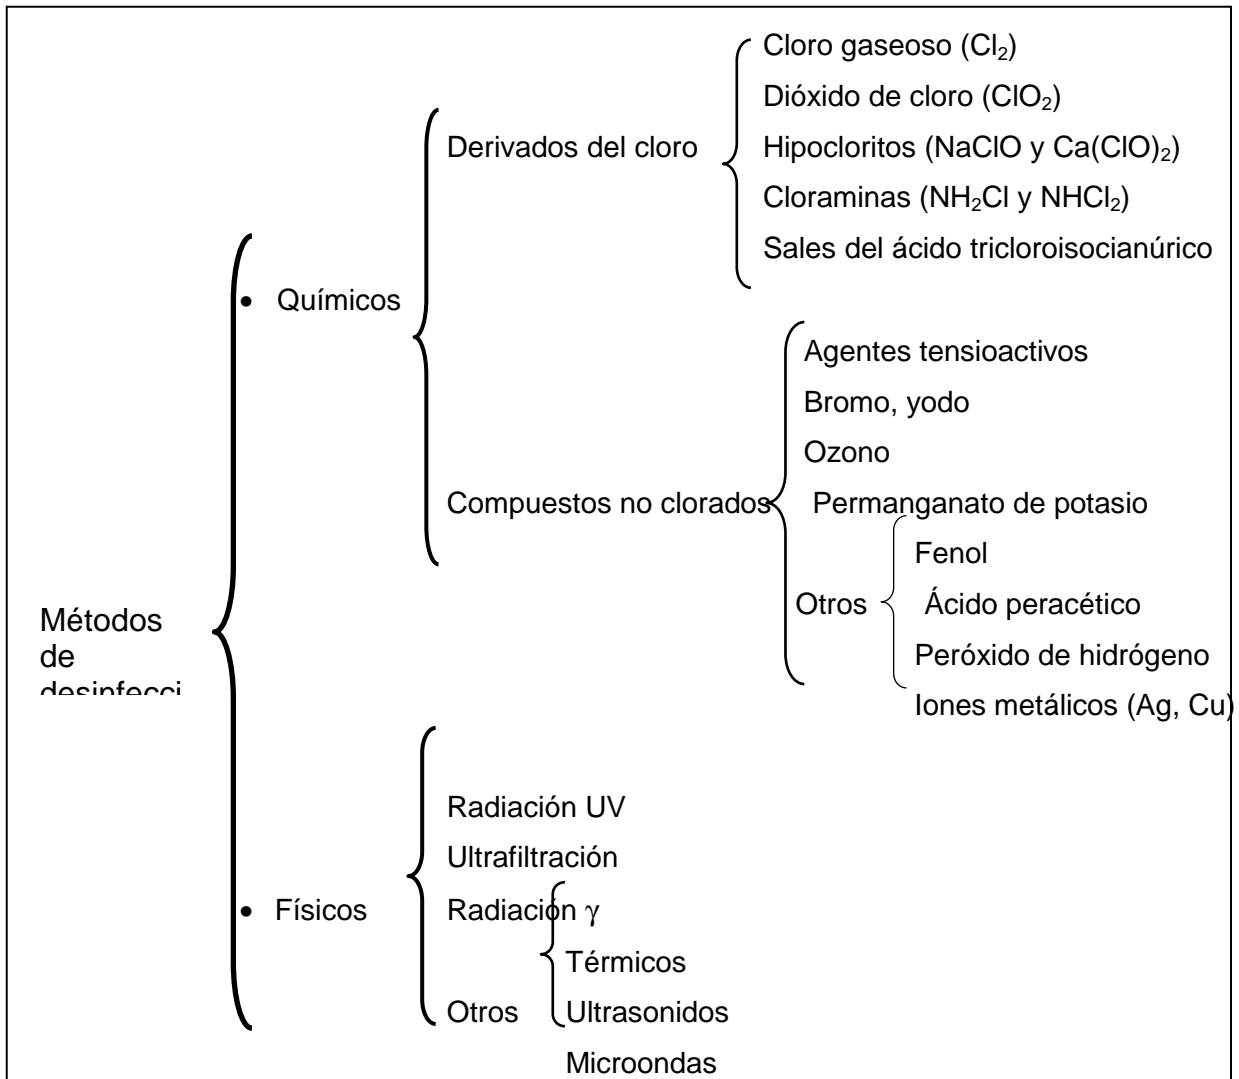 Cloro gaseoso (Cl₂)
Dióxido de cloro (ClO₂)
Derivados del cloro
Hipocloritos (NaClO y Ca(ClO)₂)
Cloraminas (NH₂Cl y NHCl₂)
Sales del ácido tricloroisocianúrico
• Químicos
Agentes tensioactivos
Bromo, yodo
Ozono
Compuestos no clorados
Permanganato de potasio
Fenol
Otros
Ácido peracético
Peróxido de hidrógeno
Iones metálicos (Ag, Cu)
Métodos
de
desinfecci
Radiación UV
Ultrafiltración
• Físicos
Radiación γ
Térmicos
Otros
Ultrasonidos
Microondas